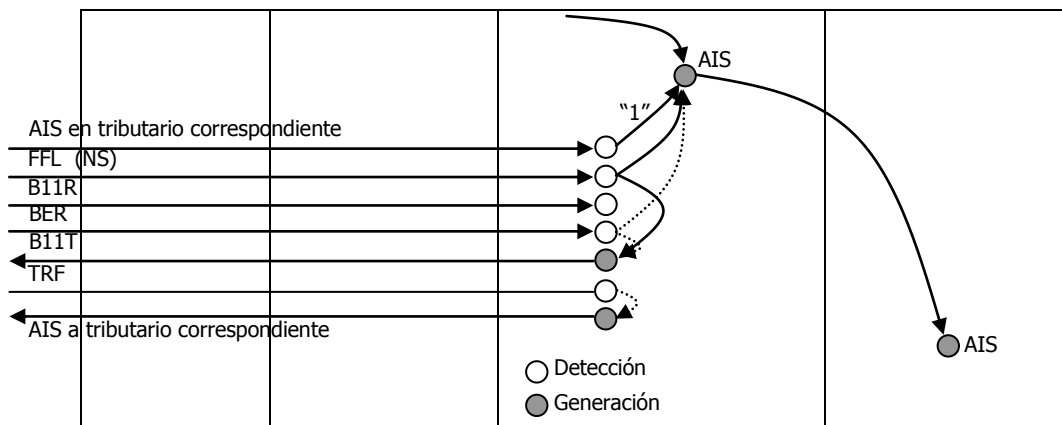 AIS
“1”
AIS en tributario correspondiente
FFL (NS)
B11R
BER
B11T
TRF
AIS a tributario correspondiente
AIS
Detección
Generación